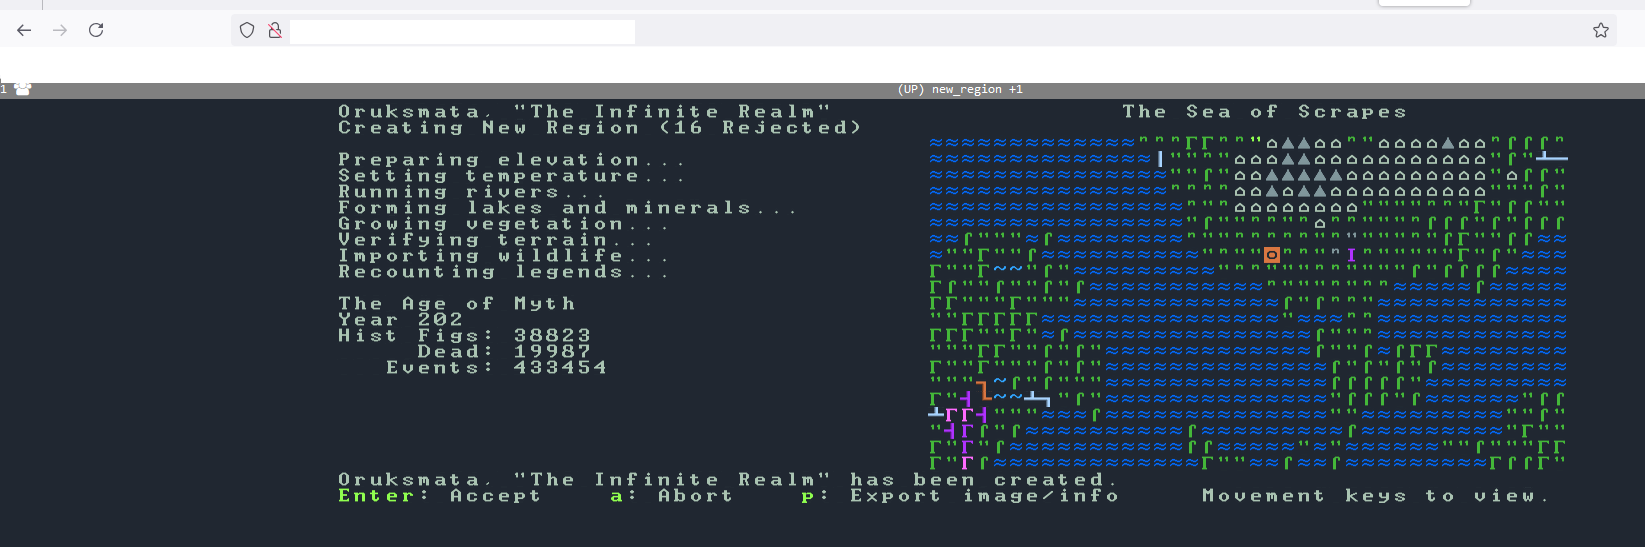 1
(UP) new_region +1
Oruksmata, "The Infinite Realm"
The Sea of Scrapes
Creating New Region (16 Rejected)
Preparing elevation...
Setting temperature...
Running rivers...
Forming lakes and minerals...
Growing vegetation...
Verifying terrain...
Importing wildlife...
Recounting legends...
The Age of Myth
Year 202
Hist Figs: 38823
Dead: 19987
Events: 433454
Oruksmata, "The Infinite Realm" has been created.
Enter: Accept a: Abort p: Export image/info Movement keys to view.